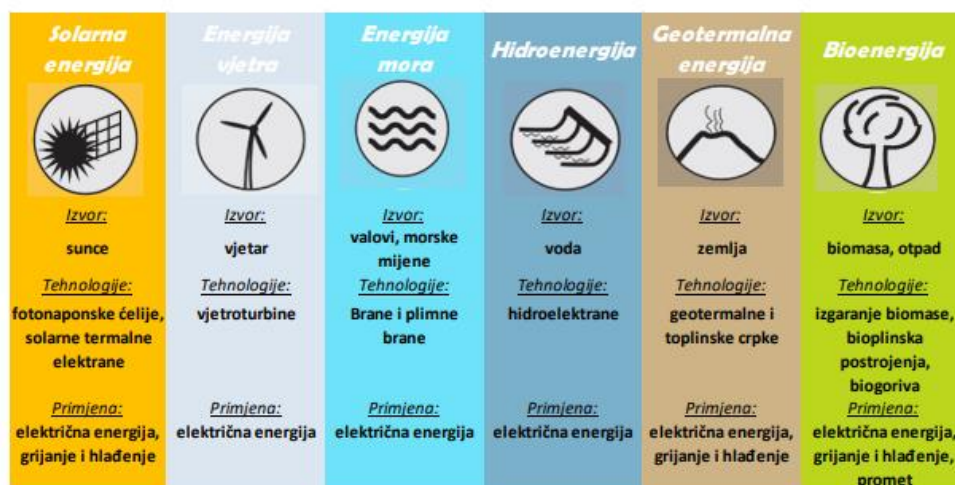 Solarna
energija
Izvor:
sunce
Tehnologije:
fotonaponske ćelije,
solarne termalne
elektrane
Primjena:
električna energija,
grijanje i hlađenje
Energija
vjetra
Izvor:
vjetar
Tehnologije:
vjetroturbine
Primjena:
električna energija
Energija
mora
Izvor:
valovi, morske
mijene
Tehnologije:
Brane i plimne
brane
Primjena:
električna energija
Hidroenergija
Izvor:
voda
Tehnologije:
hidroelektrane
Primjena:
električna energija
Geotermalna
energija
Izvor:
zemlja
Tehnologije:
geotermalne i
toplinske crpke
Primjena:
električna energija,
grijanje i hlađenje
Bioenergija
Izvor:
biomasa, otpad
Tehnologije:
izgaranje biomase,
bioplinska
postrojenja,
biogoriva
Primjena:
električna energija,
grijanje i hlađenje,
promet